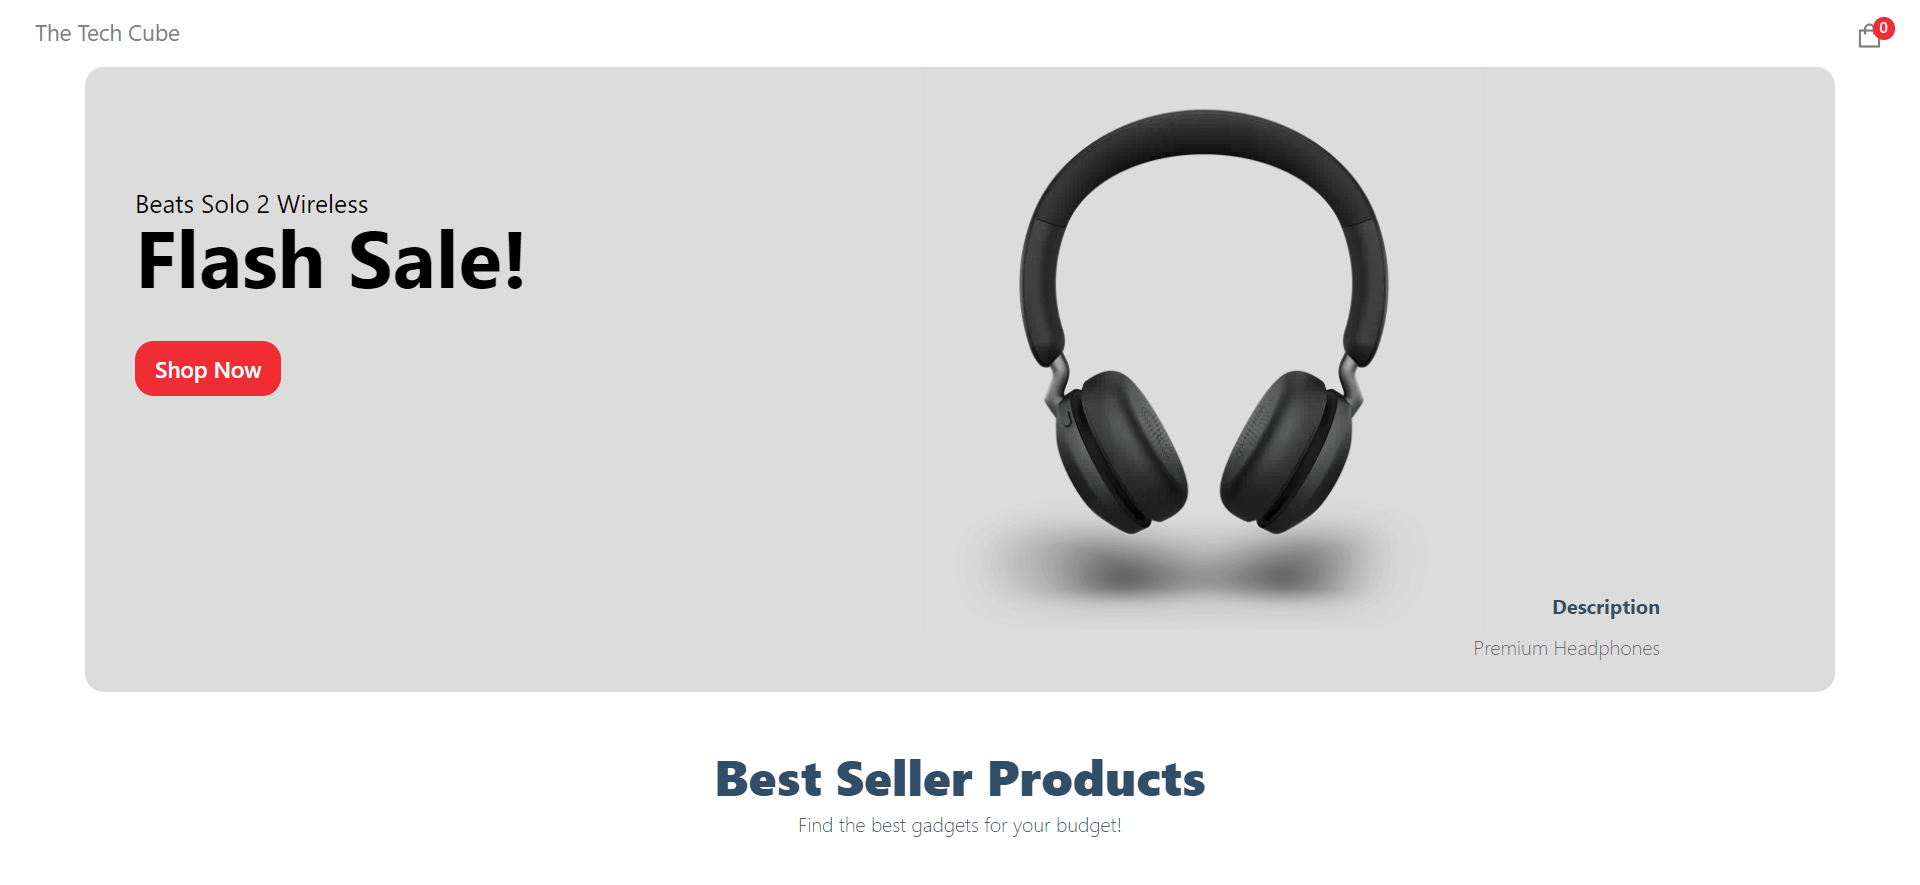 The Tech Cube
0
Beats Solo 2 Wireless
Flash Sale!
Shop Now
Description
Premium Headphones
Best Seller Products
Find the best gadgets for your budget!